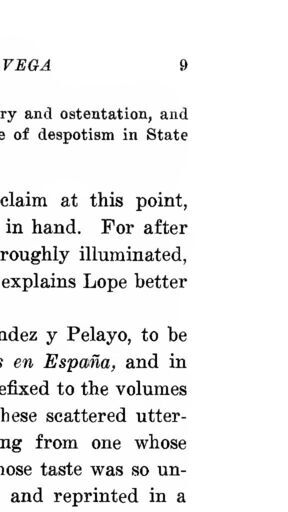 VEGA 9
ry and ostentation, and
e of despotism in State
claim at this point,
in hand. For after
roughly illuminated,
explains Lope better
ndez y Pelayo, to be
s en España, and in
efixed to the volumes
hese scattered utter-
ng from one whose
hose taste was so un-
and reprinted in a